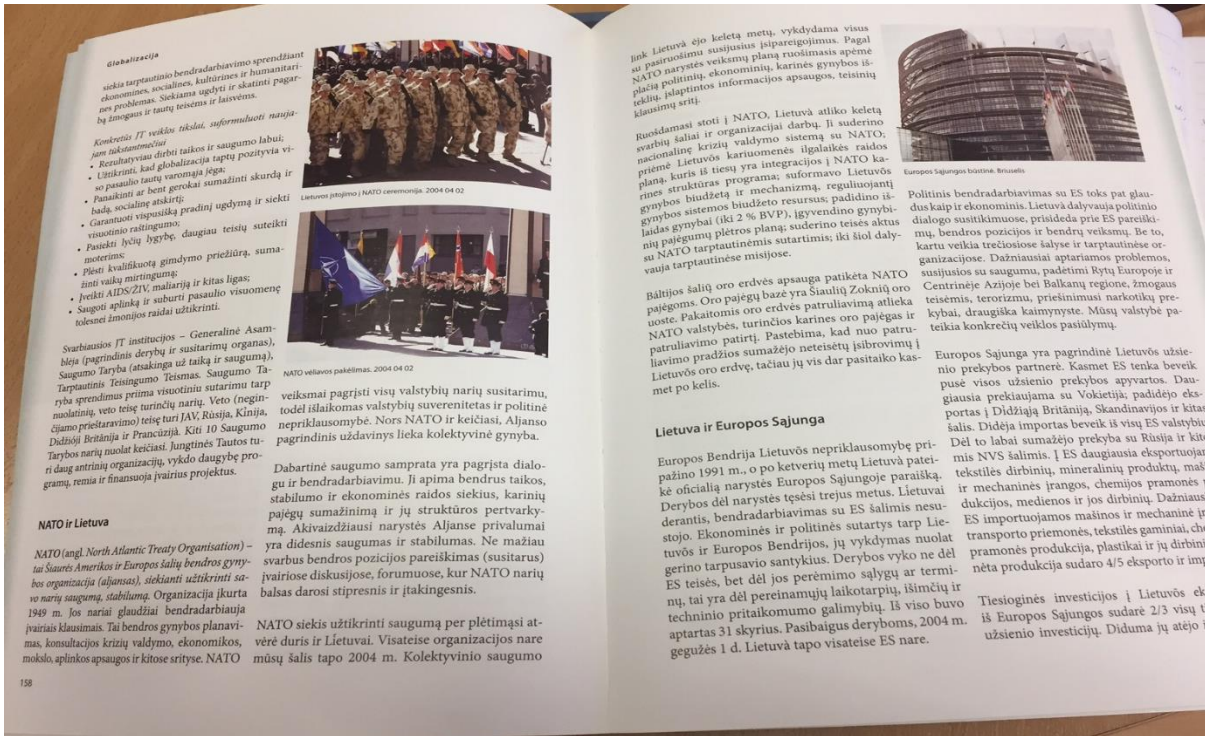 Globalizacija
siekia tarptautinio bendradarbiavimo sprendžiant
ekonomines, socialines, kultūrines ir humanitari-
nes problemas. Siekiama ugdyti ir skatinti pagar-
bą žmogaus ir tautų teisėms ir laisvėms.
Konkretūs JT veiklos tikslai, suformuluoti nauja-
jam tūkstantmečiui
• Rezultatyviau dirbti taikos ir saugumo labui;
• Užtikrinti, kad globalizacija taptų pozityvia vi-
so pasaulio tautų varomąja jėga;
• Panaikinti ar bent gerokai sumažinti skurdą ir
badą, socialinę atskirtį;
• Garantuoti vispusišką pradinį ugdymą ir siekti
visuotinio raštingumo;
• Pasiekti lyčių lygybę, daugiau teisių suteikti
moterims;
• Plėsti kvalifikuotą gimdymo priežiūrą, suma-
žinti vaikų mirtingumą;
• Įveikti AIDS/ŽIV, maliariją ir kitas ligas;
• Saugoti aplinką ir suburti pasaulio visuomenę
tolesnei žmonijos raidai užtikrinti.
Svarbiausios JT institucijos – Generalinė Asam-
blėja (pagrindinis derybų ir susitarimų organas),
Saugumo Taryba (atsakinga už taiką ir saugumą),
Tarptautinis Teisingumo Teismas. Saugumo Ta-
ryba sprendimus priima visuotiniu sutarimu tarp
nuolatinių, veto teisę turinčių narių. Veto (negin-
čijamo prieštaravimo) teisę turi JAV, Rùsija, Kìnija,
Didžióji Britãnija ir Prancūzijà. Kiti 10 Saugumo
Tarybos narių nuolat keičiasi. Jungtinės Tautos tu-
ri daug antrinių organizacijų, vykdo daugybę pro-
gramų, remia ir finansuoja įvairius projektus.
NATO ir Lietuva
NATO (angl. North Atlantic Treaty Organisation) –
tai Šiaurės Amerikos ir Europos šalių bendros gyny-
bos organizacija (aljansas), siekianti užtikrinti sa-
vo narių saugumą, stabilumą. Organizacija įkurta
1949 m. Jos nariai glaudžiai bendradarbiauja
įvairiais klausimais. Tai bendros gynybos planavi-
mas, konsultacijos krizių valdymo, ekonomikos,
mokslo, aplinkos apsaugos ir kitose srityse. NATO
158
Lietuvos įstojimo į NATO ceremonija. 2004 04 02
NATO vėliavos pakėlimas. 2004 04 02
veiksmai pagrįsti visų valstybių narių susitarimu,
todėl išlaikomas valstybių suverenitetas ir politinė
nepriklausomybė. Nors NATO ir keičiasi, Aljanso
pagrindinis uždavinys lieka kolektyvinė gynyba.
Dabartinė saugumo samprata yra pagrįsta dialo-
gu ir bendradarbiavimu. Ji apima bendrus taikos,
stabilumo ir ekonominės raidos siekius, karinių
pajėgų sumažinimą ir jų struktūros pertvarky-
mą. Akivaizdžiausi narystės Aljanse privalumai
yra didesnis saugumas ir stabilumas. Ne mažiau
svarbus bendros pozicijos pareiškimas (susitarus)
įvairiose diskusijose, forumuose, kur NATO narių
balsas darosi stipresnis ir įtakingesnis.
NATO siekis užtikrinti saugumą per plėtimąsi at-
vėrė duris ir Lietuvai. Visateise organizacijos nare
mūsų šalis tapo 2004 m. Kolektyvinio saugumo
link Lietuvà ėjo keletą metų, vykdydama visus
su pasiruošimu susijusius įsipareigojimus. Pagal
NATO narystės veiksmų planą ruošimasis apėmė
plačią politinių, ekonominių, karinės gynybos iš-
teklių, įslaptintos informacijos apsaugos, teisinių
klausimų sritį.
Ruošdamasi stoti į NATO, Lietuvà atliko keletą
svarbių šaliai ir organizacijai darbų. Ji suderino
nacionalinę krizių valdymo sistemą su NATO;
priėmė Lietuvõs kariuomenės ilgalaikės raidos
planą, kuris iš tiesų yra integracijos į NATO ka-
rines struktūras programa; suformavo Lietuvõs
gynybos biudžetą ir mechanizmą, reguliuojantį
gynybos sistemos biudžeto resursus; padidino iš-
laidas gynybai (iki 2 % BVP), įgyvendino gynybi-
nių pajėgumų plėtros planą; suderino teisės aktus
su NATO tarptautinėmis sutartimis; iki šiol daly-
vauja tarptautinėse misijose.
Báltijos šalių oro erdvės apsauga patikėta NATO
pajėgoms. Oro pajėgų bazė yra Šiaulių̃ Zoknių̃ oro
uoste. Pakaitomis oro erdvės patruliavimą atlieka
NATO valstybės, turinčios karines oro pajėgas ir
patruliavimo patirtį. Pastebima, kad nuo patru-
liavimo pradžios sumažėjo neteisėtų įsibrovimų į
Lietuvõs oro erdvę, tačiau jų vis dar pasitaiko kas-
met po kelis.
Lietuva ir Europos Sąjunga
Europos Bendrija Lietuvõs nepriklausomybę pri-
pažino 1991 m., o po ketverių metų Lietuvà patei-
kė oficialią narystės Europos Sąjungoje paraišką.
Derybos dėl narystės tęsėsi trejus metus. Lietuvai
derantis, bendradarbiavimas su ES šalimis nesu-
stojo. Ekonominės ir politinės sutartys tarp Lie-
tuvõs ir Europos Bendrijos, jų vykdymas nuolat
gerino tarpusavio santykius. Derybos vyko ne dėl
ES teisės, bet dėl jos perėmimo sąlygų ar termi-
nų, tai yra dėl pereinamųjų laikotarpių, išimčių ir
techninio pritaikomumo galimybių. Iš viso buvo
aptartas 31 skyrius. Pasibaigus deryboms, 2004 m.
gegužės 1 d. Lietuvà tapo visateise ES nare.
Europos Sąjungos būstinė. Briuselis
Politinis bendradarbiavimas su ES toks pat glau-
dus kaip ir ekonominis. Lietuvà dalyvauja politinio
dialogo susitikimuose, prisideda prie ES pareiški-
mų, bendros pozicijos ir bendrų veiksmų. Be to,
kartu veikia trečiosiose šalyse ir tarptautinėse or-
ganizacijose. Dažniausiai aptariamos problemos,
susijusios su saugumu, padėtimi Rytų Europoje ir
Centrinėje Azijoje bei Balkanų regione, žmogaus
teisėmis, terorizmu, priešinimusi narkotikų pre-
kybai, draugiška kaimynyste. Mūsų valstybė pa-
teikia konkrečių veiklos pasiūlymų.
Europos Sąjunga yra pagrindinė Lietuvõs užsie-
nio prekybos partnerė. Kasmet ES tenka beveik
pusė visos užsienio prekybos apyvartos. Dau-
giausia prekiaujama su Vokietijà; padidėjo eks-
portas į Dìdžiąją Britãniją, Skandinavijos ir kitas
šalis. Didėja importas beveik iš visų ES valstybių
Dėl to labai sumažėjo prekyba su Rùsija ir kito
mis NVS šalimis. Į ES daugiausia eksportuojam
tekstilės dirbinių, mineralinių produktų, maš
ir mechaninės įrangos, chemijos pramonės
dukcijos, medienos ir jos dirbinių. Dažniaus
ES importuojamos mašinos ir mechaninė į
transporto priemonės, tekstilės gaminiai, che
pramonės produkcija, plastikai ir jų dirbini
nėta produkcija sudaro 4/5 eksporto ir imp
Tiesioginės investicijos į Lietuvõs ek
iš Europos Sąjungos sudarė 2/3 visų t
užsienio investicijų. Diduma jų atėjo i